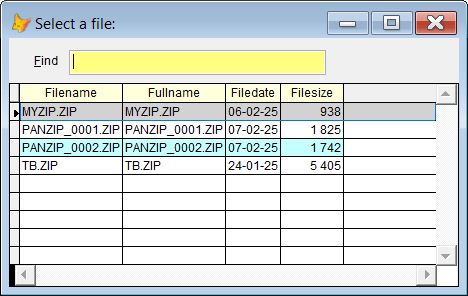 Select a file:
Find
Filename Fullname Filedate Filesize
MYZIP.ZIP MYZIP.ZIP 06-02-25 938
PANZIP_0001.ZIP PANZIP_0001.ZIP 07-02-25 1 825
PANZIP_0002.ZIP PANZIP_0002.ZIP 07-02-25 1 742
TB.ZIP TB.ZIP 24-01-25 5 405